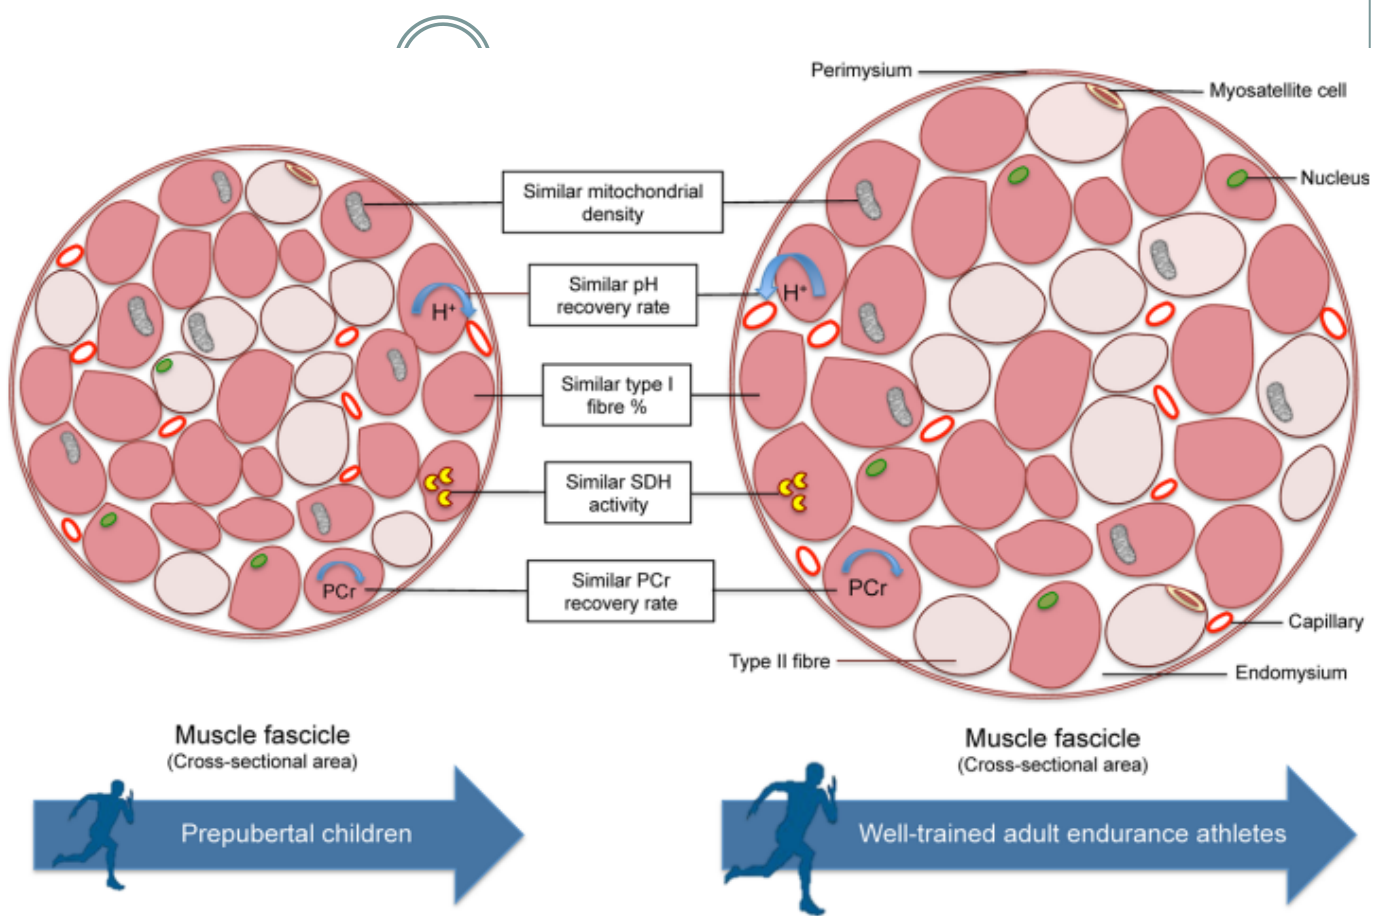 Perimysium
Myosatellite cell
Nucleus
Similar mitochondrial
density
Similar pH
recovery rate
H⁺
H⁺
Similar type I
fibre %
Similar SDH
activity
Similar PCr
recovery rate
PCr
PCr
Capillary
Type II fibre
Endomysium
Muscle fascicle
(Cross-sectional area)
Muscle fascicle
(Cross-sectional area)
Prepubertal children
Well-trained adult endurance athletes